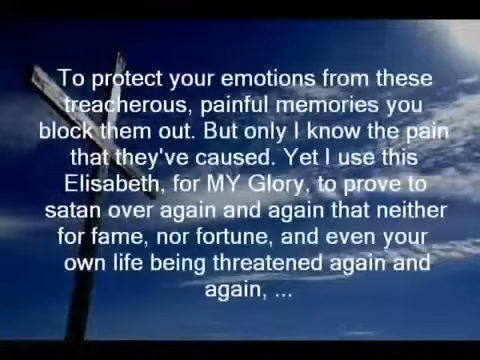 To protect your emotions from these
treacherous, painful memories you
block them out. But only I know the pain
that they've caused. Yet I use this
Elisabeth, for MY Glory, to prove to
satan over again and again that neither
for fame, nor fortune, and even your
own life being threatened again and
again, ...